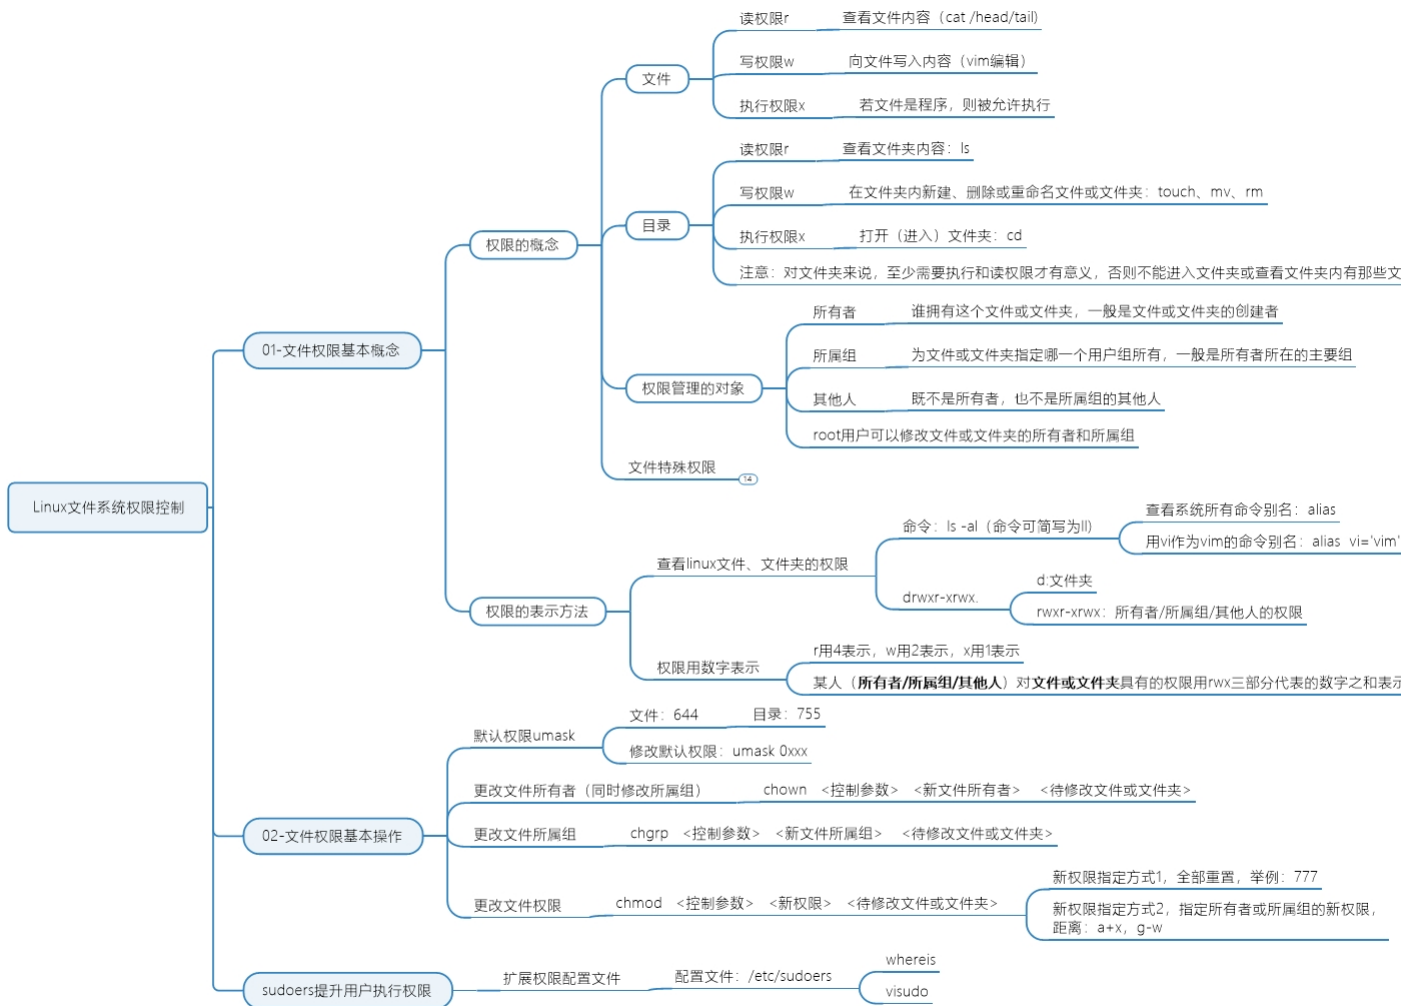 Linux文件系统权限控制
01-文件权限基本概念
权限的概念
文件
读权限r 查看文件内容（cat /head/tail)
写权限w 向文件写入内容（vim编辑）
执行权限x 若文件是程序，则被允许执行
目录
读权限r 查看文件夹内容：ls
写权限w 在文件夹内新建、删除或重命名文件或文件夹：touch、mv、rm
执行权限x 打开（进入）文件夹：cd
注意：对文件夹来说，至少需要执行和读权限才有意义，否则不能进入文件夹或查看文件夹内有那些文
权限管理的对象
所有者 谁拥有这个文件或文件夹，一般是文件或文件夹的创建者
所属组 为文件或文件夹指定哪一个用户组所有，一般是所有者所在的主要组
其他人 既不是所有者，也不是所属组的其他人
root用户可以修改文件或文件夹的所有者和所属组
文件特殊权限 14
权限的表示方法
查看linux文件、文件夹的权限
命令：ls -al（命令可简写为ll）
查看系统所有命令别名：alias
用vi作为vim的命令别名：alias vi='vim'
drwxr-xrwx.
d:文件夹
rwxr-xrwx：所有者/所属组/其他人的权限
权限用数字表示
r用4表示，w用2表示，x用1表示
某人（所有者/所属组/其他人）对文件或文件夹具有的权限用rwx三部分代表的数字之和表示
02-文件权限基本操作
默认权限umask
文件：644 目录：755
修改默认权限：umask 0xxx
更改文件所有者（同时修改所属组） chown <控制参数> <新文件所有者> <待修改文件或文件夹>
更改文件所属组 chgrp <控制参数> <新文件所属组> <待修改文件或文件夹>
更改文件权限 chmod <控制参数> <新权限> <待修改文件或文件夹>
新权限指定方式1，全部重置，举例：777
新权限指定方式2，指定所有者或所属组的新权限，
距离：a+x，g-w
sudoers提升用户执行权限
扩展权限配置文件
配置文件：/etc/sudoers
whereis
visudo